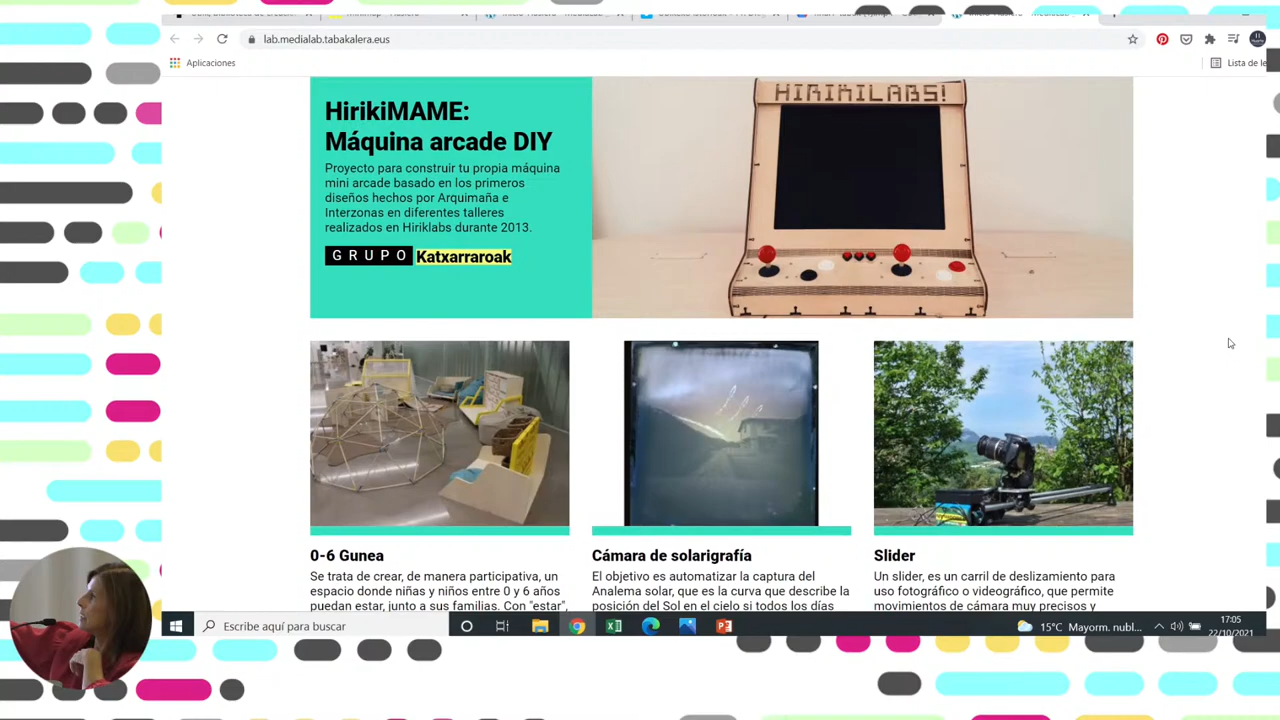 lab.medialab.tabakalera.eus
Aplicaciones
Lista de le
HIRIKILABS!
HirikiMAME:
Máquina arcade DIY
Proyecto para construir tu propia máquina
mini arcade basado en los primeros
diseños hechos por Arquimaña e
Interzonas en diferentes talleres
realizados en Hiriklabs durante 2013.
GRUPO Katxarraroak
0-6 Gunea
Se trata de crear, de manera participativa, un
espacio donde niñas y niños entre 0 y 6 años
puedan estar, junto a sus familias. Con "estar",
Cámara de solarigrafía
El objetivo es automatizar la captura del
Analema solar, que es la curva que describe la
posición del Sol en el cielo si todos los días
Slider
Un slider, es un carril de deslizamiento para
uso fotográfico o videográfico, que permite
movimientos de cámara muy precisos y
Escribe aquí para buscar
15°C Mayorm. nubl...
17:05
22/10/2021